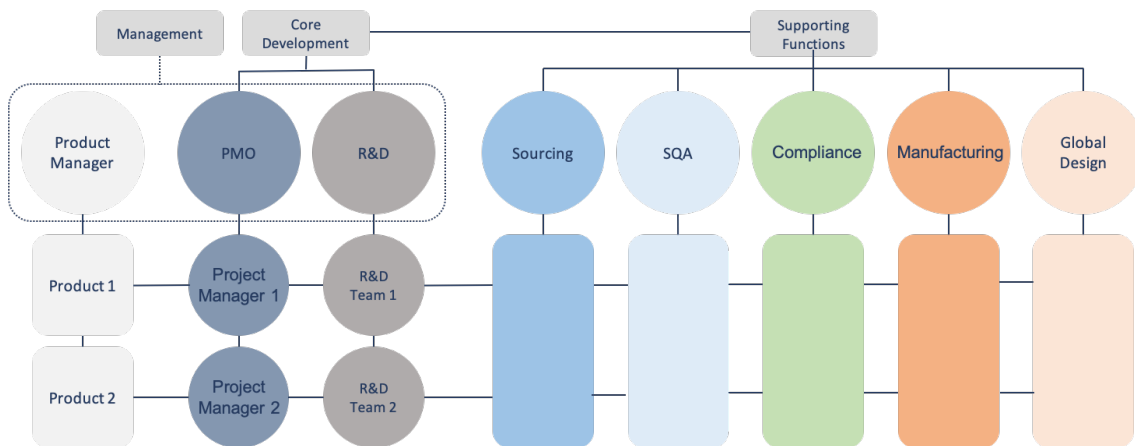 Management
Core
Development
Supporting
Functions
Product
Manager
PMO
R&D
Sourcing
SQA
Compliance
Manufacturing
Global
Design
Product 1
Project
Manager 1
R&D
Team 1
Product 2
Project
Manager 2
R&D
Team 2